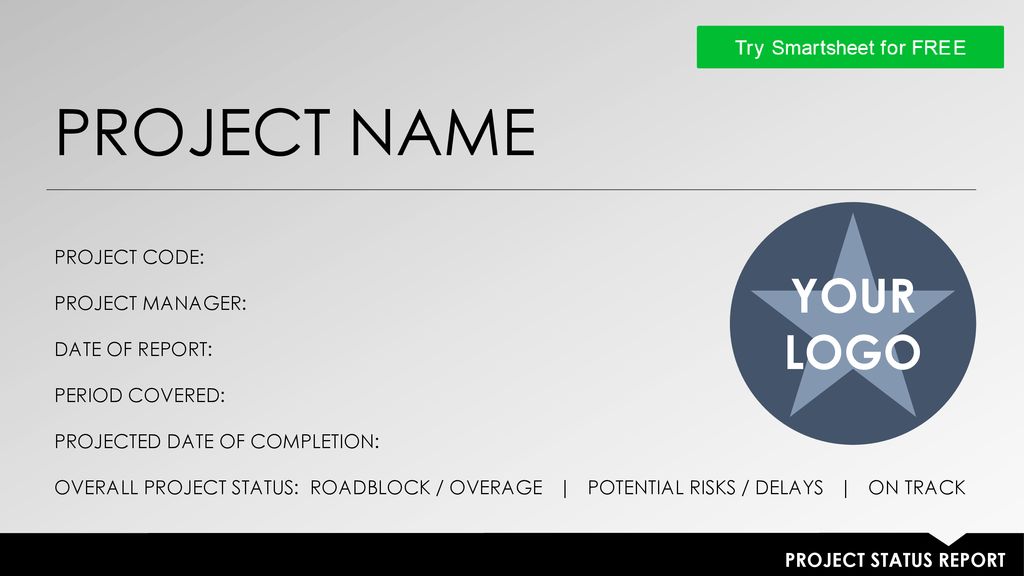 Try Smartsheet for FREE
PROJECT NAME
PROJECT CODE:
PROJECT MANAGER:
DATE OF REPORT:
PERIOD COVERED:
PROJECTED DATE OF COMPLETION:
OVERALL PROJECT STATUS: ROADBLOCK / OVERAGE | POTENTIAL RISKS / DELAYS | ON TRACK
YOUR
LOGO
PROJECT STATUS REPORT